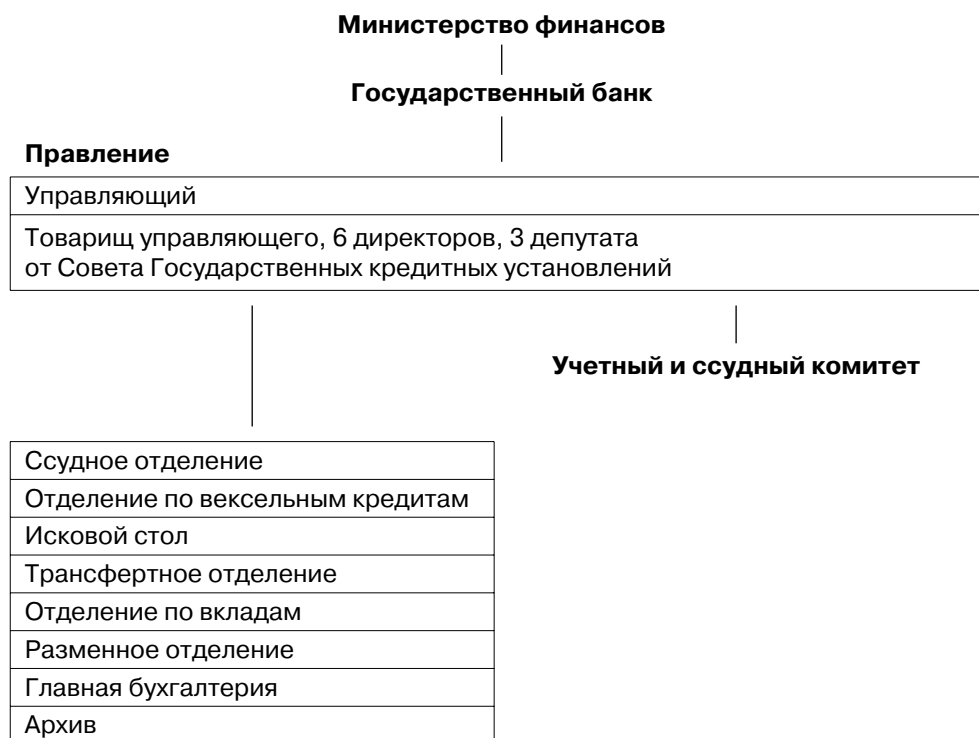 Министерство финансов
Государственный банк
Правление
Управляющий
Товарищ управляющего, 6 директоров, 3 депутата
от Совета Государственных кредитных установлений
Учетный и ссудный комитет
Ссудное отделение
Отделение по вексельным кредитам
Исковой стол
Трансфертное отделение
Отделение по вкладам
Разменное отделение
Главная бухгалтерия
Архив